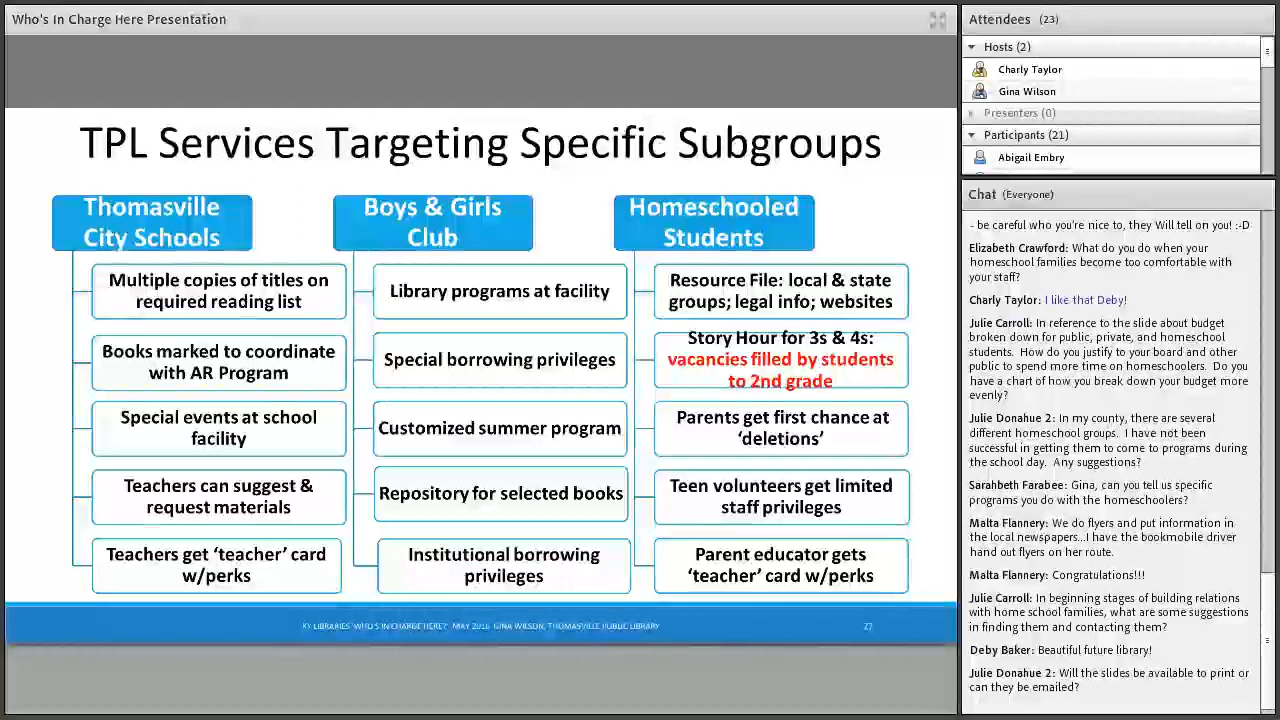 Who's In Charge Here Presentation
TPL Services Targeting Specific Subgroups
Thomasville
City Schools
Multiple copies of titles on
required reading list
Books marked to coordinate
with AR Program
Special events at school
facility
Teachers can suggest &
request materials
Teachers get ‘teacher’ card
w/perks
Boys & Girls
Club
Library programs at facility
Special borrowing privileges
Customized summer program
Repository for selected books
Institutional borrowing
privileges
Homeschooled
Students
Resource File: local & state
groups; legal info; websites
Story Hour for 3s & 4s:
vacancies filled by students
to 2nd grade
Parents get first chance at
‘deletions’
Teen volunteers get limited
staff privileges
Parent educator gets
‘teacher’ card w/perks
KY LIBRARIES 'WHO'S IN CHARGE HERE?' MAY 2016 GINA WILSON, THOMASVILLE PUBLIC LIBRARY
27
Attendees (23)
Hosts (2)
Charly Taylor
Gina Wilson
Presenters (0)
Participants (21)
Abigail Embry
Chat (Everyone)
- be careful who you're nice to, they Will tell on you! :-D
Elizabeth Crawford: What do you do when your
homeschool families become too comfortable with
your staff?
Charly Taylor: I like that Deby!
Julie Carroll: In reference to the slide about budget
broken down for public, private, and homeschool
students. How do you justify to your board and other
public to spend more time on homeschoolers. Do you
have a chart of how you break down your budget more
evenly?
Julie Donahue 2: In my county, there are several
different homeschool groups. I have not been
successful in getting them to come to programs during
the school day. Any suggestions?
Sarahbeth Farabee: Gina, can you tell us specific
programs you do with the homeschoolers?
Malta Flannery: We do flyers and put information in
the local newspapers...I have the bookmobile driver
hand out flyers on her route.
Malta Flannery: Congratulations!!!
Julie Carroll: In beginning stages of building relations
with home school families, what are some suggestions
in finding them and contacting them?
Deby Baker: Beautiful future library!
Julie Donahue 2: Will the slides be available to print or
can they be emailed?